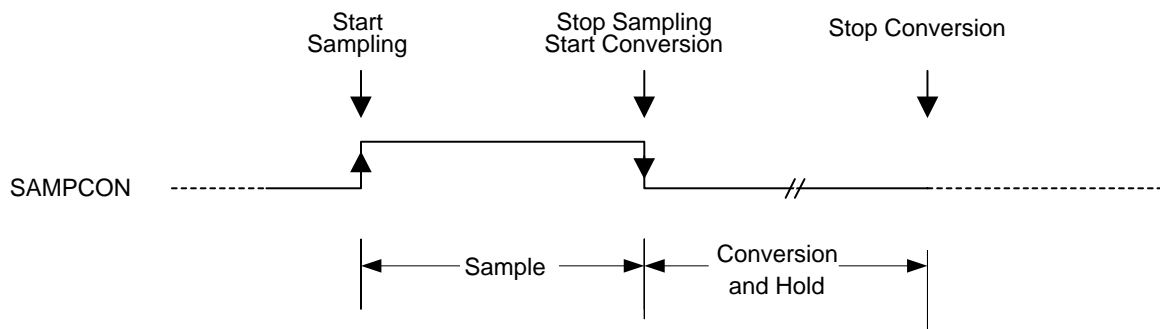 Start
Sampling
Stop Sampling
Start Conversion
Stop Conversion
SAMPCON
Sample
Conversion
and Hold